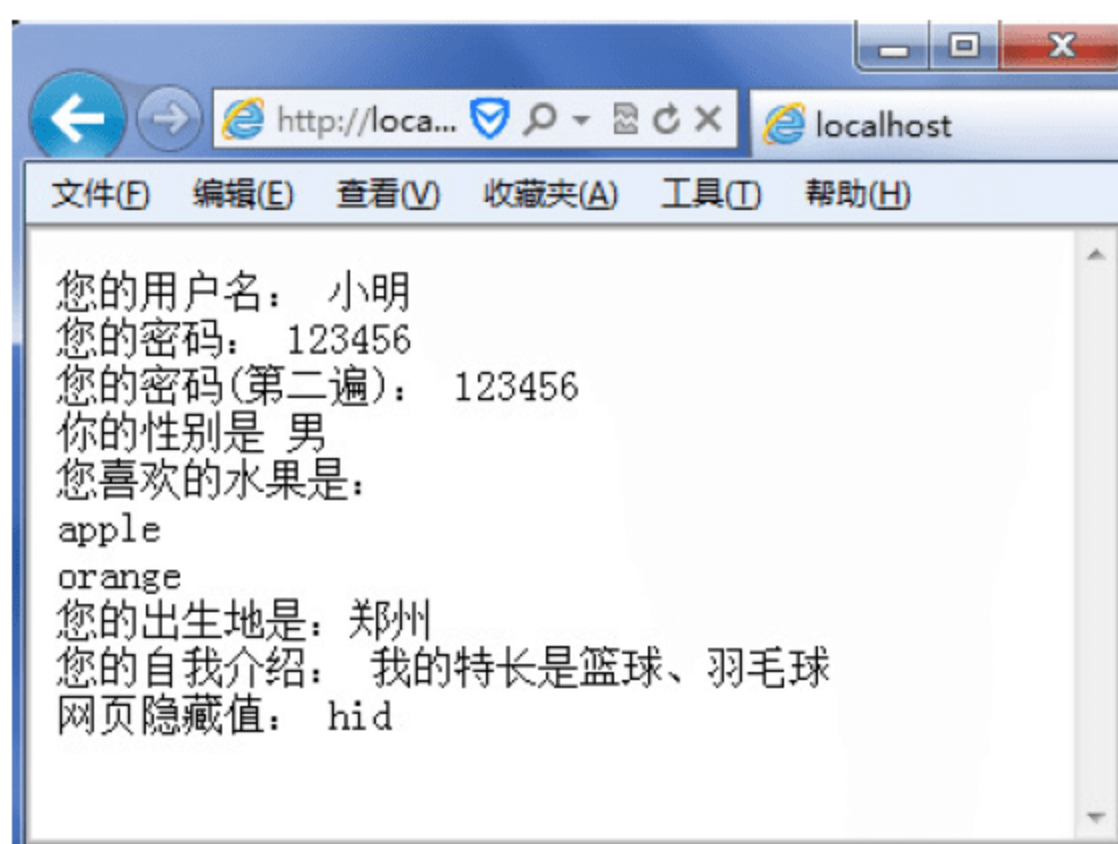 http://loca... localhost
文件(F) 编辑(E) 查看(V) 收藏夹(A) 工具(T) 帮助(H)
您的用户名： 小明
您的密码： 123456
您的密码(第二遍)： 123456
你的性别是 男
您喜欢的水果是：
apple
orange
您的出生地是：郑州
您的自我介绍： 我的特长是篮球、羽毛球
网页隐藏值： hid